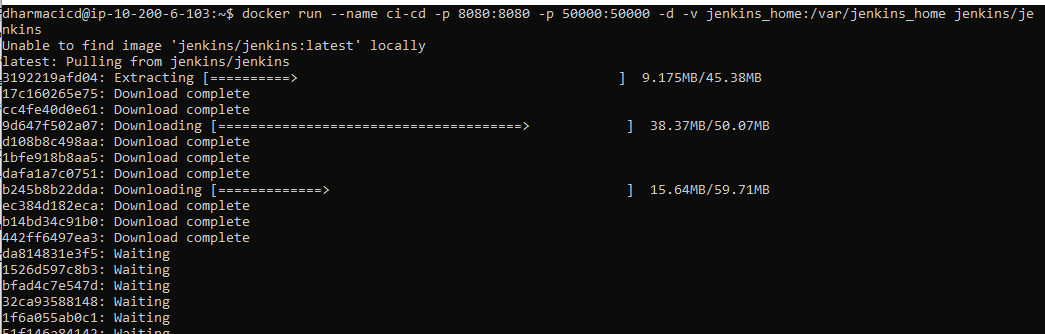 dharmacicd@ip-10-200-6-103:~$ docker run --name ci-cd -p 8080:8080 -p 50000:50000 -d -v jenkins_home:/var/jenkins_home jenkins/je
nkins
Unable to find image 'jenkins/jenkins:latest' locally
latest: Pulling from jenkins/jenkins
3192219afd04: Extracting [==========>                                        ]  9.175MB/45.38MB
17c160265e75: Download complete
cc4fe40d0e61: Download complete
9d647f502a07: Downloading [======================================>            ]  38.37MB/50.07MB
d108b8c498aa: Download complete
1bfe918b8aa5: Download complete
dafa1a7c0751: Download complete
b245b8b22dda: Downloading [=============>                                     ]  15.64MB/59.71MB
ec384d182eca: Download complete
b14bd34c91b0: Download complete
442ff6497ea3: Download complete
da814831e3f5: Waiting
1526d597c8b3: Waiting
bfad4c7e547d: Waiting
32ca93588148: Waiting
1f6a055ab0c1: Waiting
51f146a84142: Waiting